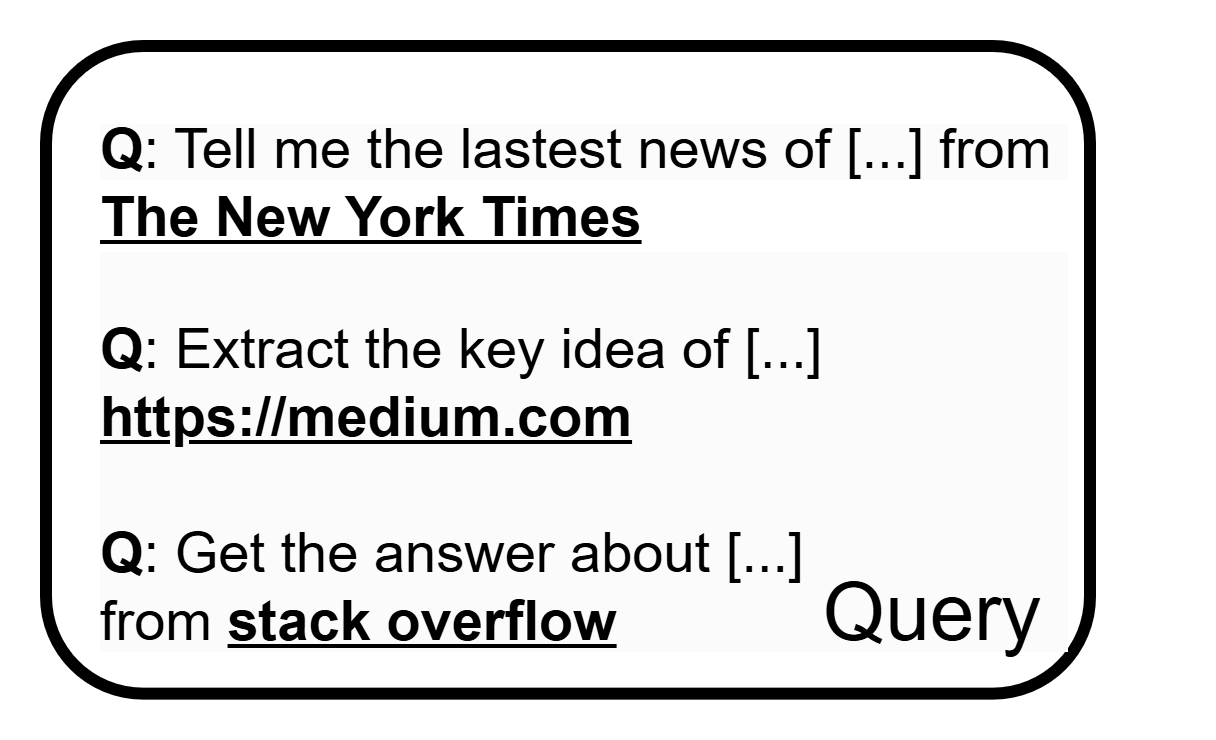 Q: Tell me the lastest news of [...] from
The New York Times
Q: Extract the key idea of [...]
https://medium.com
Q: Get the answer about [...]
from stack overflow
Query